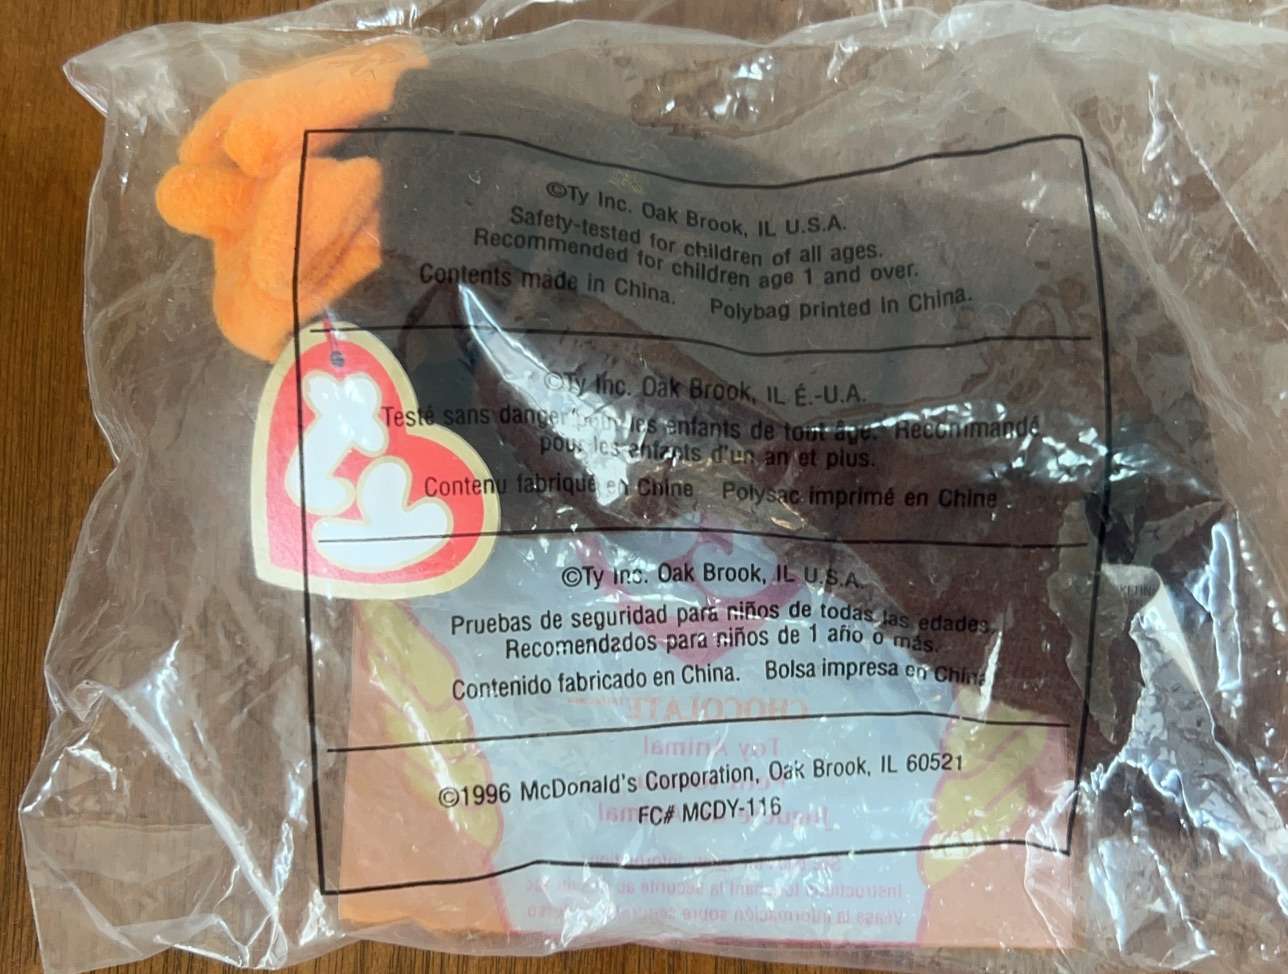 ©Ty Inc. Oak Brook, IL U.S.A.
Safety-tested for children of all ages.
Recommended for children age 1 and over.
Contents made in China. Polybag printed in China.
©Ty Inc. Oak Brook, IL É.-U.A.
Testé sans danger pour les enfants de tout âge. Recommandé
pour les enfants d'un an et plus.
Contenu fabriqué en Chine Polysac imprimé en Chine
©Ty Inc. Oak Brook, IL U.S.A.
Pruebas de seguridad para niños de todas las edades.
Recomendados para niños de 1 año o más.
Contenido fabricado en China. Bolsa impresa en China
©1996 McDonald's Corporation, Oak Brook, IL 60521
FC# MCDY-116
ty
CHOCOLATE
Toy Animal